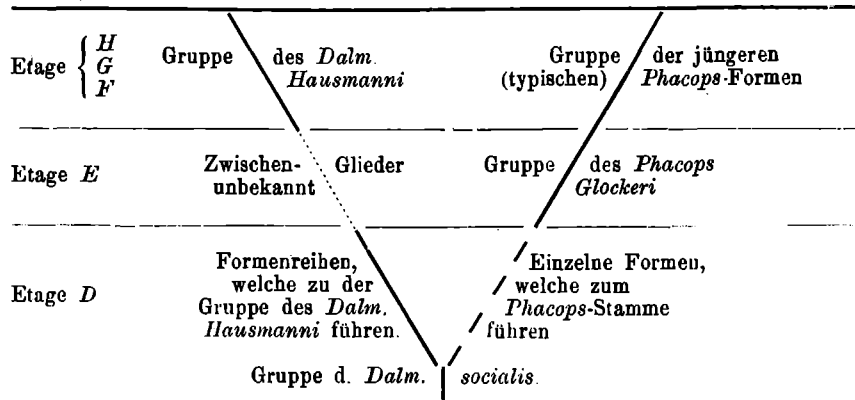 H
Etage { G Gruppe des Dalm. Gruppe der jüngeren
F Hausmanni (typischen) Phacops-Formen
Etage E Zwischen- Glieder Gruppe des Phacops
unbekannt Glockeri
Formenreihen, Einzelne Formen,
welche zu der welche zum
Etage D Gruppe des Dalm. Phacops-Stamme
Hausmanni führen. führen
Gruppe d. Dalm. socialis.